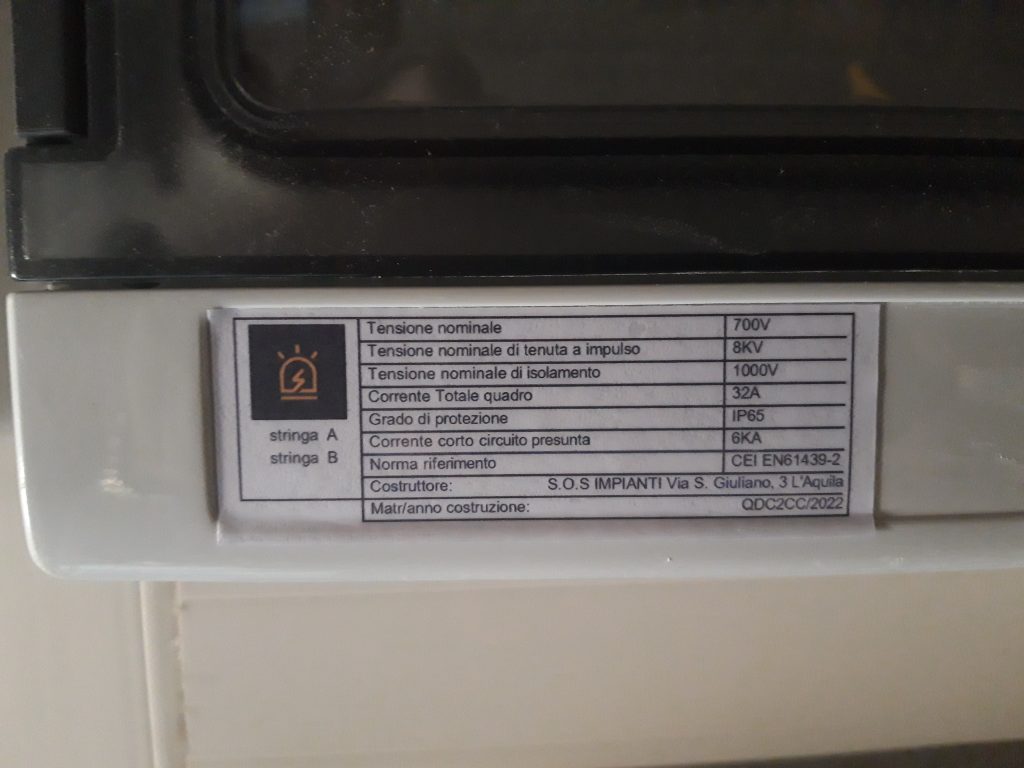 Tensione nominale 700V
Tensione nominale di tenuta a impulso 8KV
Tensione nominale di isolamento 1000V
Corrente Totale quadro 32A
Grado di protezione IP65
stringa A
Corrente corto circuito presunta 6KA
stringa B
Norma riferimento CEI EN61439-2
Costruttore: S.O.S IMPIANTI Via S. Giuliano, 3 L'Aquila
Matr/anno costruzione: QDC2CC/2022